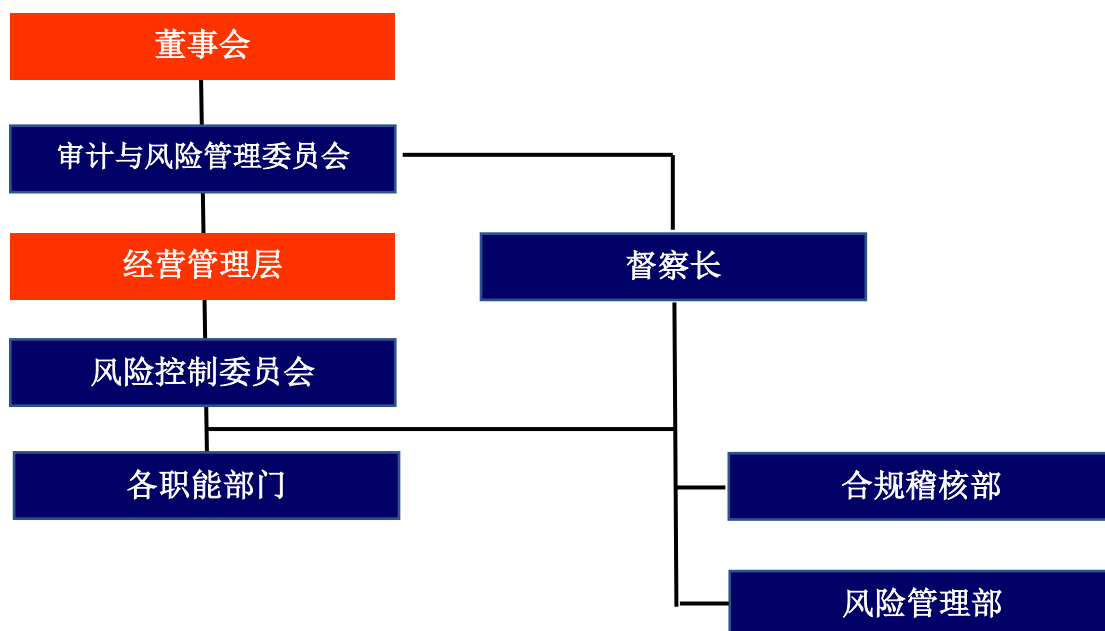 董事会
审计与风险管理委员会
经营管理层
督察长
风险控制委员会
各职能部门
合规稽核部
风险管理部